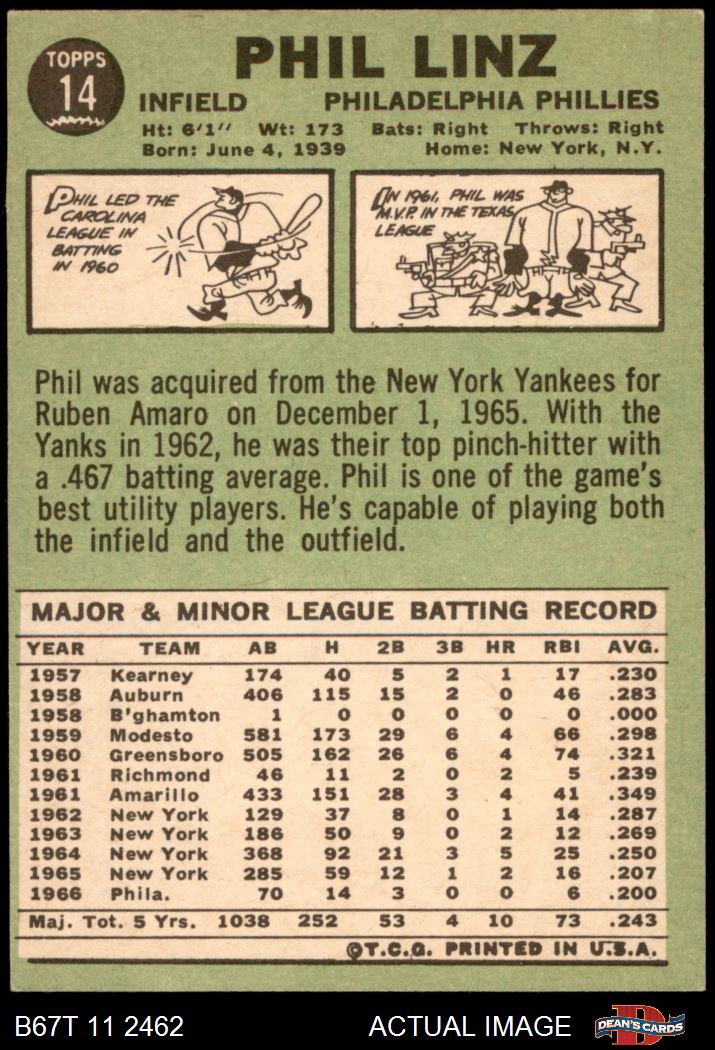 TOPPS
14
PHIL LINZ
INFIELD PHILADELPHIA PHILLIES
Ht: 6'1" Wt: 173 Bats: Right Throws: Right
Born: June 4, 1939 Home: New York, N.Y.
PHIL LED THE
CAROLINA
LEAGUE IN
BATTING
IN 1960
IN 1961, PHIL WAS
M.V.P. IN THE TEXAS
LEAGUE
Phil was acquired from the New York Yankees for
Ruben Amaro on December 1, 1965. With the
Yanks in 1962, he was their top pinch-hitter with
a .467 batting average. Phil is one of the game's
best utility players. He's capable of playing both
the infield and the outfield.
MAJOR & MINOR LEAGUE BATTING RECORD
YEAR TEAM AB H 2B 3B HR RBI AVG.
1957 Kearney 174 40 5 2 1 17 .230
1958 Auburn 406 115 15 2 0 46 .283
1958 B'ghamton 1 0 0 0 0 0 .000
1959 Modesto 581 173 29 6 4 66 .298
1960 Greensboro 505 162 26 6 4 74 .321
1961 Richmond 46 11 2 0 2 5 .239
1961 Amarillo 433 151 28 3 4 41 .349
1962 New York 129 37 8 0 1 14 .287
1963 New York 186 50 9 0 2 12 .269
1964 New York 368 92 21 3 5 25 .250
1965 New York 285 59 12 1 2 16 .207
1966 Phila. 70 14 3 0 0 6 .200
Maj. Tot. 5 Yrs. 1038 252 53 4 10 73 .243
©T.C.G. PRINTED IN U.S.A.
B67T 11 2462 ACTUAL IMAGE D DEAN'S CARDS